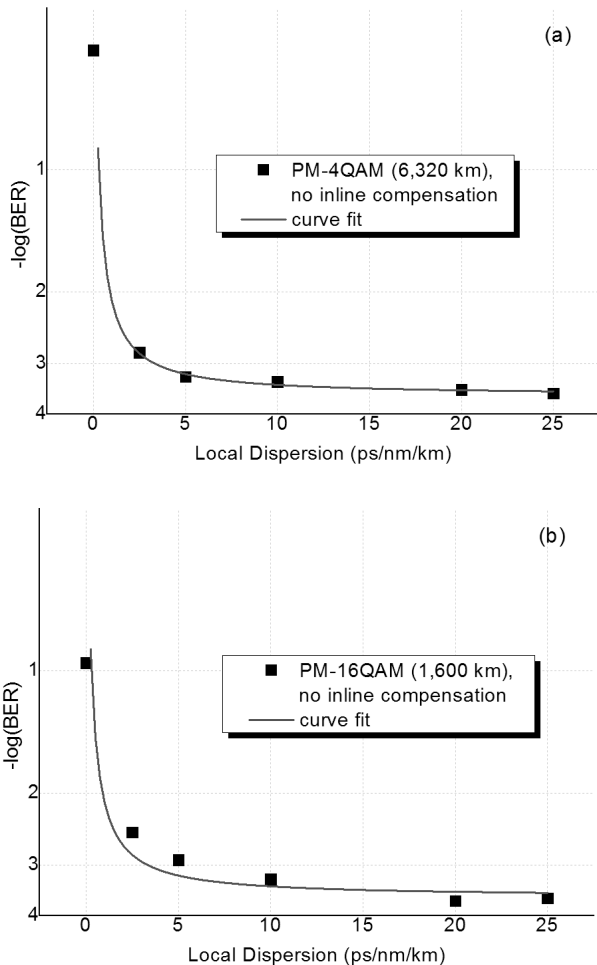 (a)
PM-4QAM (6,320 km),
no inline compensation
curve fit
-log(BER)
1
2
3
4
0 5 10 15 20 25
Local Dispersion (ps/nm/km)
(b)
PM-16QAM (1,600 km),
no inline compensation
curve fit
-log(BER)
1
2
3
4
0 5 10 15 20 25
Local Dispersion (ps/nm/km)